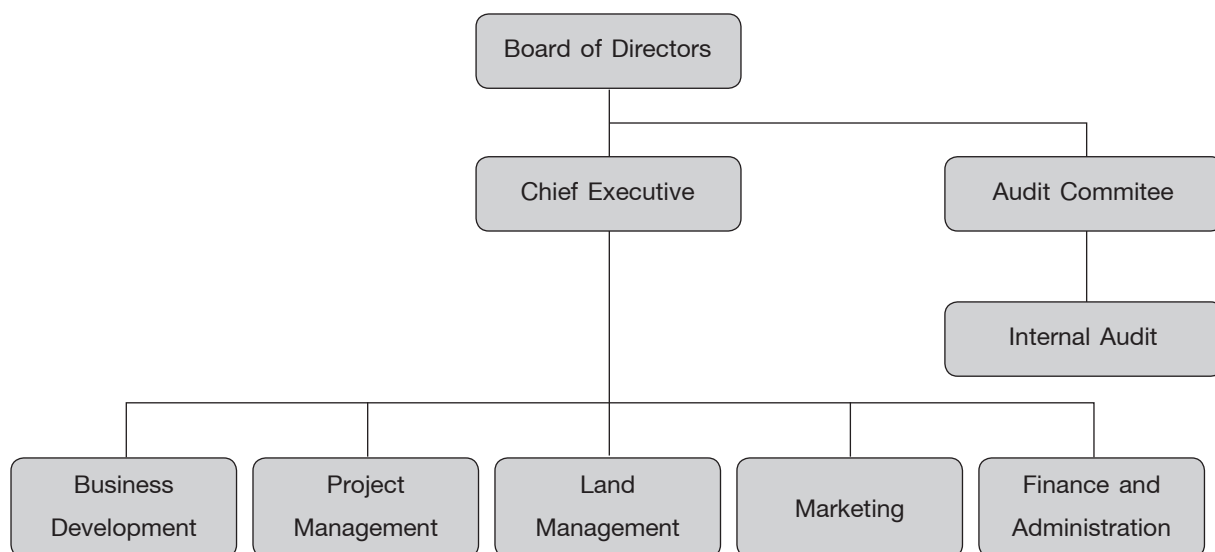 Board of Directors
Chief Executive
Audit Commitee
Internal Audit
Business
Development
Project
Management
Land
Management
Marketing
Finance and
Administration